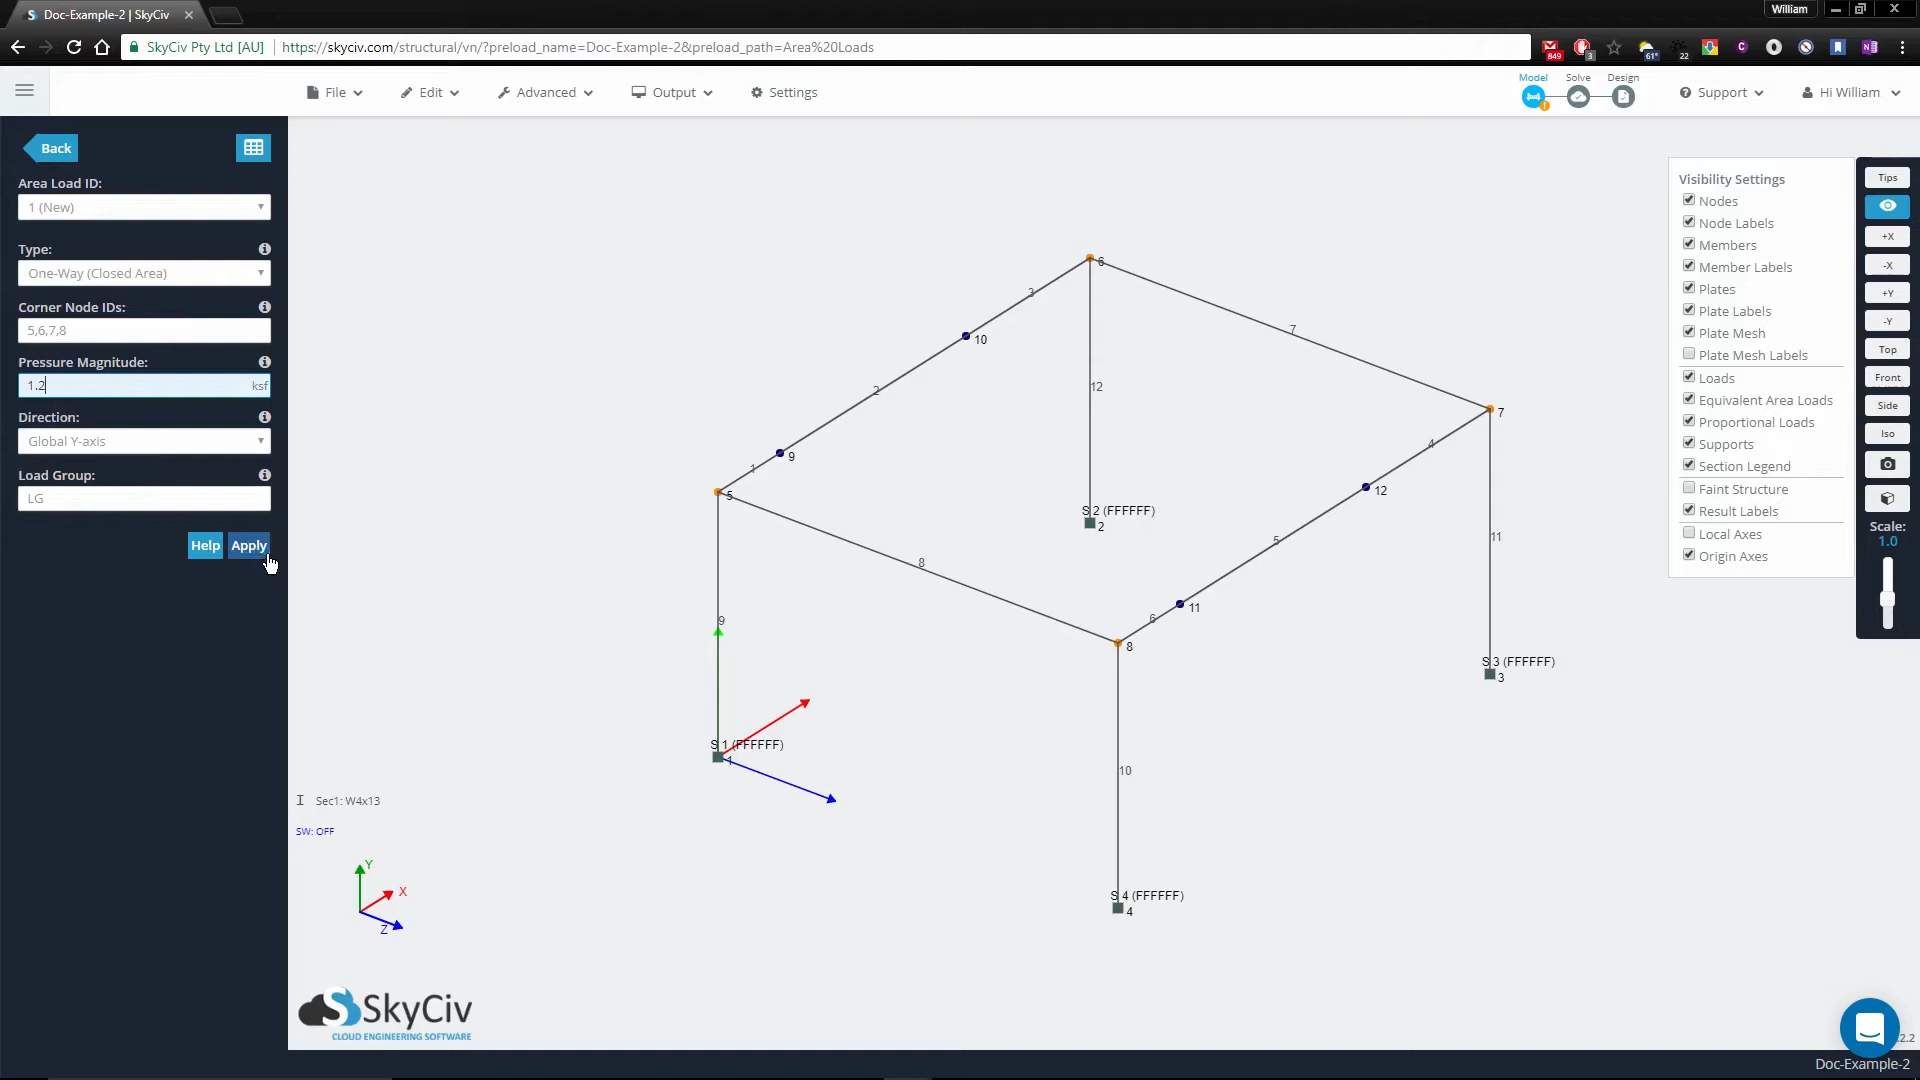 Doc-Example-2 | SkyCiv
William
SkyCiv Pty Ltd [AU]
https://skyciv.com/structural/vn/?preload_name=Doc-Example-2&preload_path=Area%20Loads
849
3
61°
22
File
Edit
Advanced
Output
Settings
Model
Solve
Design
Support
Hi William
Back
Area Load ID:
1 (New)
Type:
One-Way (Closed Area)
Corner Node IDs:
5,6,7,8
Pressure Magnitude:
1.2
ksf
Direction:
Global Y-axis
Load Group:
LG
Help
Apply
6
3
10
7
2
12
7
4
9
1
12
5
S 2 (FFFFFF)
2
11
5
8
11
6
9
8
S 3 (FFFFFF)
3
S 1 (FFFFFF)
1
10
S 4 (FFFFFF)
4
Sec1: W4x13
SW: OFF
Y
X
Z
SkyCiv
CLOUD ENGINEERING SOFTWARE
Visibility Settings
Nodes
Node Labels
Members
Member Labels
Plates
Plate Labels
Plate Mesh
Plate Mesh Labels
Loads
Equivalent Area Loads
Proportional Loads
Supports
Section Legend
Faint Structure
Result Labels
Local Axes
Origin Axes
Tips
+X
-X
+Y
-Y
Top
Front
Side
Iso
Scale:
1.0
Doc-Example-2